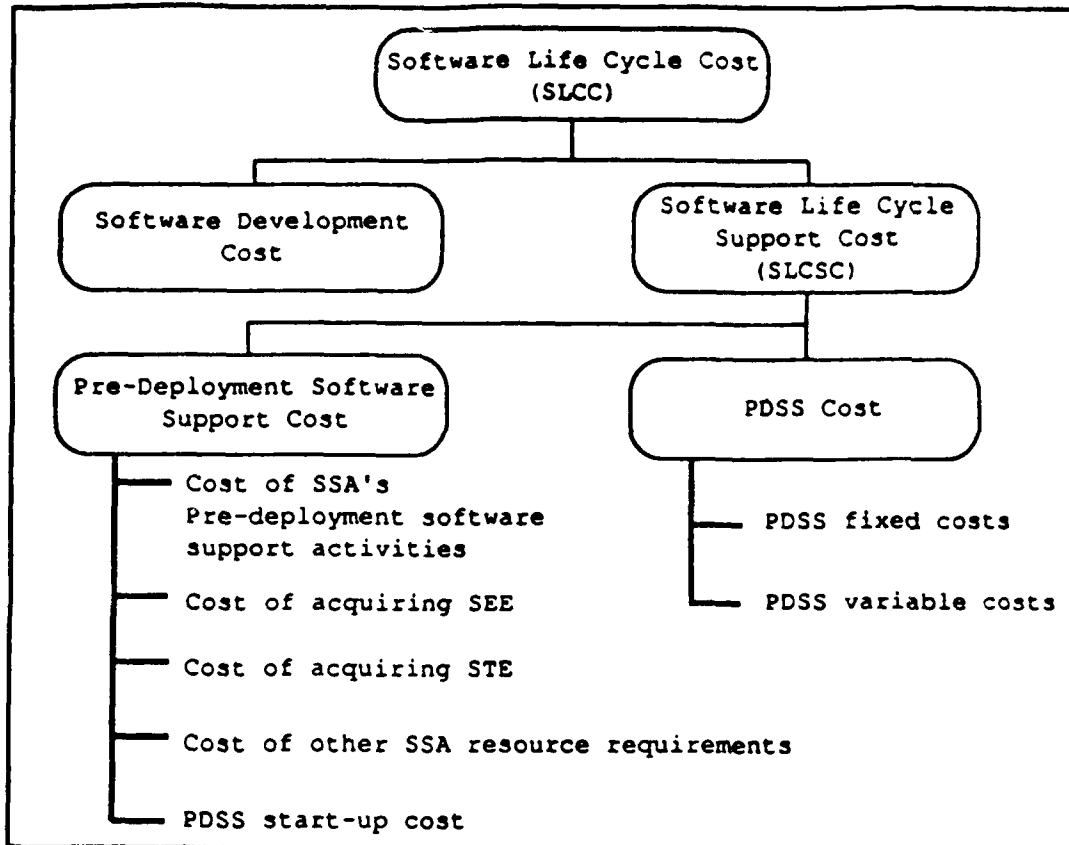 Software Life Cycle Cost
(SLCC)
Software Development
Cost
Software Life Cycle
Support Cost
(SLCSC)
Pre-Deployment Software
Support Cost
PDSS Cost
Cost of SSA's
Pre-deployment software
support activities
Cost of acquiring SEE
Cost of acquiring STE
Cost of other SSA resource requirements
PDSS start-up cost
PDSS fixed costs
PDSS variable costs